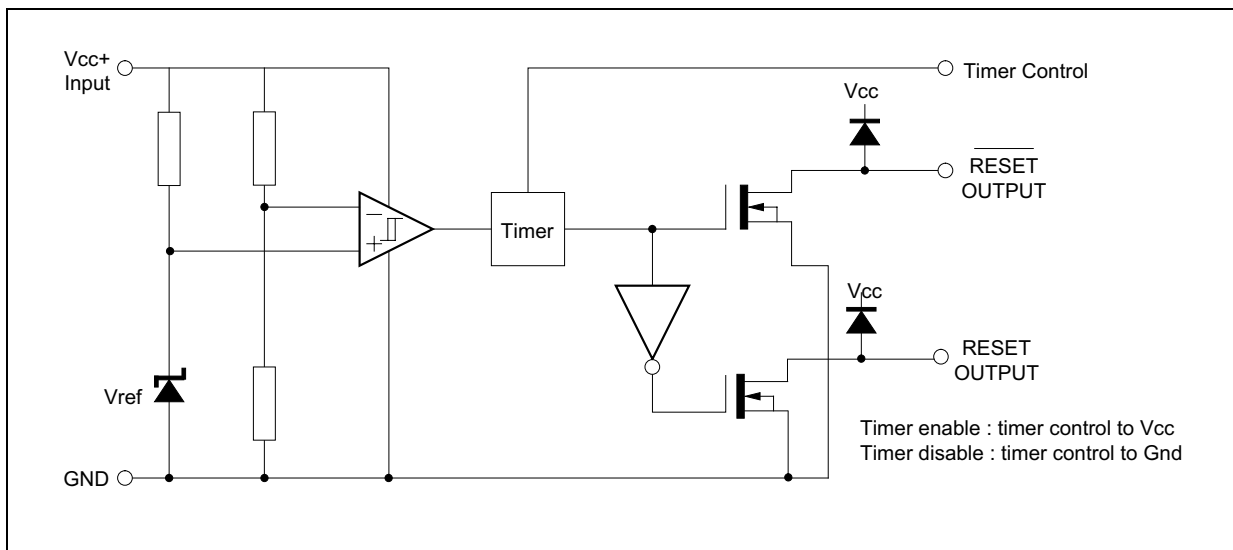 Vcc+
Input
Timer Control
Vcc
RESET
OUTPUT
−
+
Timer
Vcc
RESET
OUTPUT
Vref
Timer enable : timer control to Vcc
Timer disable : timer control to Gnd
GND